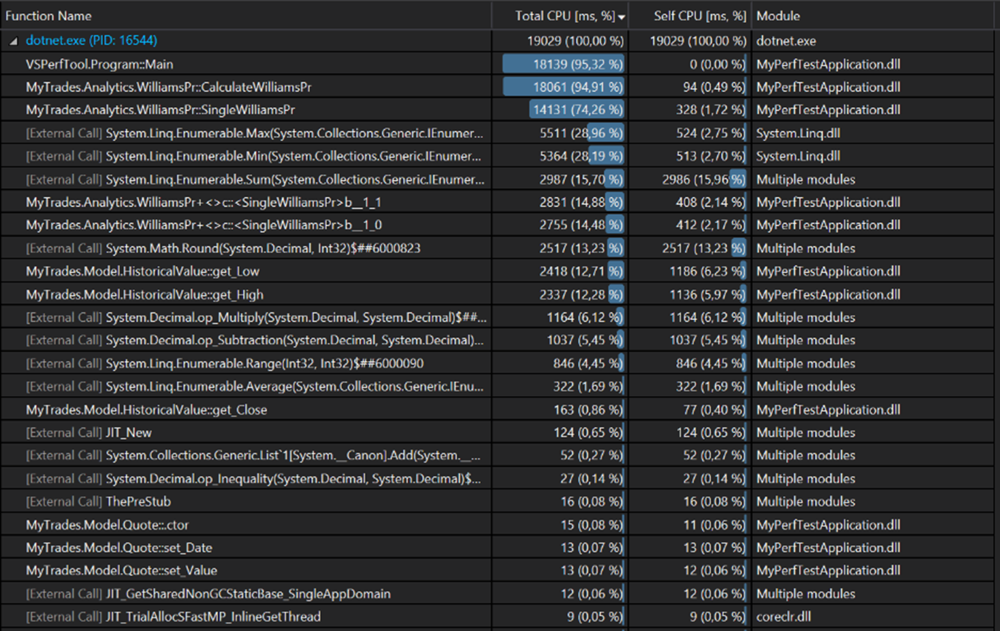 Function Name Total CPU [ms, %] Self CPU [ms, %] Module
dotnet.exe (PID: 16544) 19029 (100,00 %) 19029 (100,00 %) dotnet.exe
VSPerfTool.Program::Main 18139 (95,32 %) 0 (0,00 %) MyPerfTestApplication.dll
MyTrades.Analytics.WilliamsPr::CalculateWilliamsPr 18061 (94,91 %) 94 (0,49 %) MyPerfTestApplication.dll
MyTrades.Analytics.WilliamsPr::SingleWilliamsPr 14131 (74,26 %) 328 (1,72 %) MyPerfTestApplication.dll
[External Call] System.Linq.Enumerable.Max(System.Collections.Generic.IEnumer... 5511 (28,96 %) 524 (2,75 %) System.Linq.dll
[External Call] System.Linq.Enumerable.Min(System.Collections.Generic.IEnumer... 5364 (28,19 %) 513 (2,70 %) System.Linq.dll
[External Call] System.Linq.Enumerable.Sum(System.Collections.Generic.IEnumer... 2987 (15,70 %) 2986 (15,96 %) Multiple modules
MyTrades.Analytics.WilliamsPr+<>c::<SingleWilliamsPr>b__1_1 2831 (14,88 %) 408 (2,14 %) MyPerfTestApplication.dll
MyTrades.Analytics.WilliamsPr+<>c::<SingleWilliamsPr>b__1_0 2755 (14,48 %) 412 (2,17 %) MyPerfTestApplication.dll
[External Call] System.Math.Round(System.Decimal, Int32)$##6000823 2517 (13,23 %) 2517 (13,23 %) Multiple modules
MyTrades.Model.HistoricalValue::get_Low 2418 (12,71 %) 1186 (6,23 %) MyPerfTestApplication.dll
MyTrades.Model.HistoricalValue::get_High 2337 (12,28 %) 1136 (5,97 %) MyPerfTestApplication.dll
[External Call] System.Decimal.op_Multiply(System.Decimal, System.Decimal)$##... 1164 (6,12 %) 1164 (6,12 %) Multiple modules
[External Call] System.Decimal.op_Subtraction(System.Decimal, System.Decimal)... 1037 (5,45 %) 1037 (5,45 %) Multiple modules
[External Call] System.Linq.Enumerable.Range(Int32, Int32)$##6000090 846 (4,45 %) 846 (4,45 %) Multiple modules
[External Call] System.Linq.Enumerable.Average(System.Collections.Generic.IEnu... 322 (1,69 %) 322 (1,69 %) Multiple modules
MyTrades.Model.HistoricalValue::get_Close 163 (0,86 %) 77 (0,40 %) MyPerfTestApplication.dll
[External Call] JIT_New 124 (0,65 %) 124 (0,65 %) Multiple modules
[External Call] System.Collections.Generic.List`1[System.__Canon].Add(System.__... 52 (0,27 %) 52 (0,27 %) Multiple modules
[External Call] System.Decimal.op_Inequality(System.Decimal, System.Decimal)$... 27 (0,14 %) 27 (0,14 %) Multiple modules
[External Call] ThePreStub 16 (0,08 %) 16 (0,08 %) Multiple modules
MyTrades.Model.Quote::.ctor 15 (0,08 %) 11 (0,06 %) MyPerfTestApplication.dll
MyTrades.Model.Quote::set_Date 13 (0,07 %) 13 (0,07 %) MyPerfTestApplication.dll
MyTrades.Model.Quote::set_Value 13 (0,07 %) 12 (0,06 %) MyPerfTestApplication.dll
[External Call] JIT_GetSharedNonGCStaticBase_SingleAppDomain 12 (0,06 %) 12 (0,06 %) Multiple modules
[External Call] JIT_TrialAllocSFastMP_InlineGetThread 9 (0,05 %) 9 (0,05 %) coreclr.dll